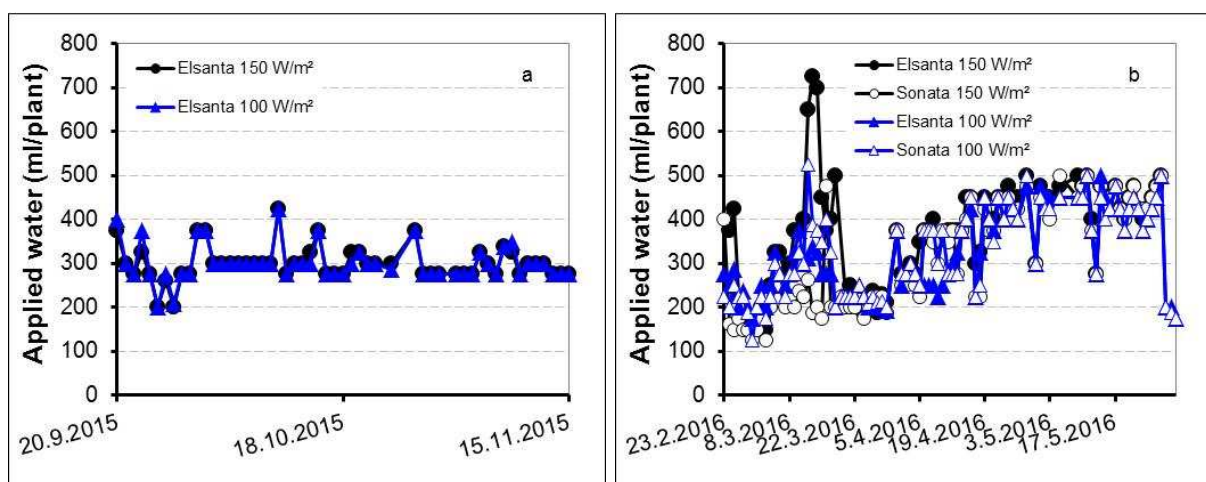 Applied water (ml/plant)
800
700
600
500
400
300
200
100
0
Elsanta 150 W/m²
Elsanta 100 W/m²
a
20.9.2015
18.10.2015
15.11.2015
Applied water (ml/plant)
800
700
600
500
400
300
200
100
0
b
Elsanta 150 W/m²
Sonata 150 W/m²
Elsanta 100 W/m²
Sonata 100 W/m²
23.2.2016
8.3.2016
22.3.2016
5.4.2016
19.4.2016
3.5.2016
17.5.2016